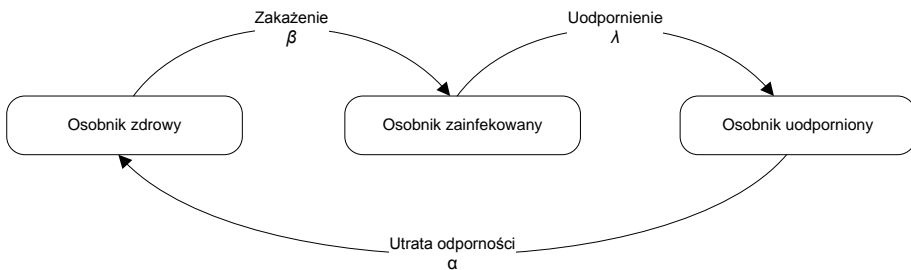 Zakażenie
β
Uodpornienie
λ
Osobnik zdrowy
Osobnik zainfekowany
Osobnik uodporniony
Utrata odporności
α